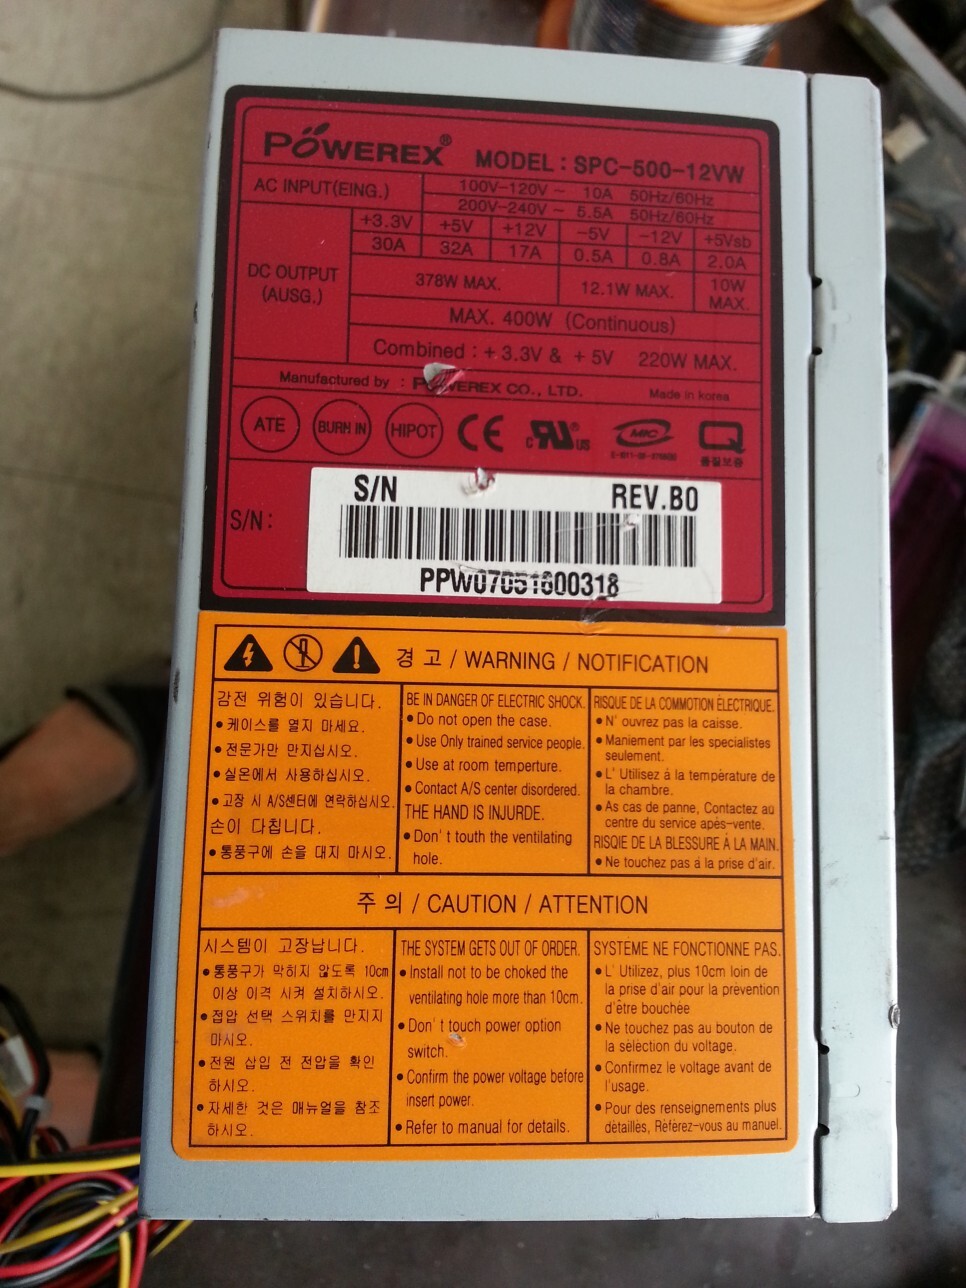 POWEREX® MODEL : SPC-500-12VW
AC INPUT(EING.)
100V-120V ~ 10A 50Hz/60Hz
200V-240V ~ 5.5A 50Hz/60Hz
DC OUTPUT
(AUSG.)
+3.3V +5V +12V -5V -12V +5Vsb
30A 32A 17A 0.5A 0.8A 2.0A
378W MAX. 12.1W MAX. 10W MAX.
MAX. 400W (Continuous)
Combined : + 3.3V & + 5V 220W MAX.
Manufactured by : POWEREX CO., LTD. Made in korea
ATE BURN IN HIPOT CE c RU ® US MIC Q
품질보증
S/N :
S/N REV.B0
PPW07051600318
경 고 / WARNING / NOTIFICATION
감전 위험이 있습니다.
• 케이스를 열지 마세요.
• 전문가만 만지십시오.
• 실온에서 사용하십시오.
• 고장 시 A/S센터에 연락하십시오.
손이 다칩니다.
• 통풍구에 손을 대지 마시오.
BE IN DANGER OF ELECTRIC SHOCK.
• Do not open the case.
• Use Only trained service people.
• Use at room temperture.
• Contact A/S center disordered.
THE HAND IS INJURDE.
• Don' t touth the ventilating
hole.
RISQUE DE LA COMMOTION ÉLECTRIQUE.
• N' ouvrez pas la caisse.
• Maniement par les specialistes
seulement.
• L' Utilisez à la température de
la chambre.
• As cas de panne, Contactez au
centre du service apés-vente.
RISQIE DE LA BLESSURE À LA MAIN.
• Ne touchez pas á la prise d'air.
주 의 / CAUTION / ATTENTION
시스템이 고장납니다.
• 통풍구가 막히지 않도록 10cm
이상 이격 시켜 설치하시오.
• 접압 선택 스위치를 만지지
마시오.
• 전원 삽입 전 전압을 확인
하시오.
• 자세한 것은 매뉴얼을 참조
하시오.
THE SYSTEM GETS OUT OF ORDER.
• Install not to be choked the
ventilating hole more than 10cm.
• Don' t touch power option
switch.
• Confirm the power voltage before
insert power.
• Refer to manual for details.
SYSTÈME NE FONCTIONNE PAS.
• L' Utilizez, plus 10cm loin de
la prise d'air pour la prévention
d'être bouchée
• Ne touchez pas au bouton de
la sélection du voltage.
• Confirmez le voltage avant de
l'usage.
• Pour des renseignements plus
détaillés, Référez-vous au manuel.